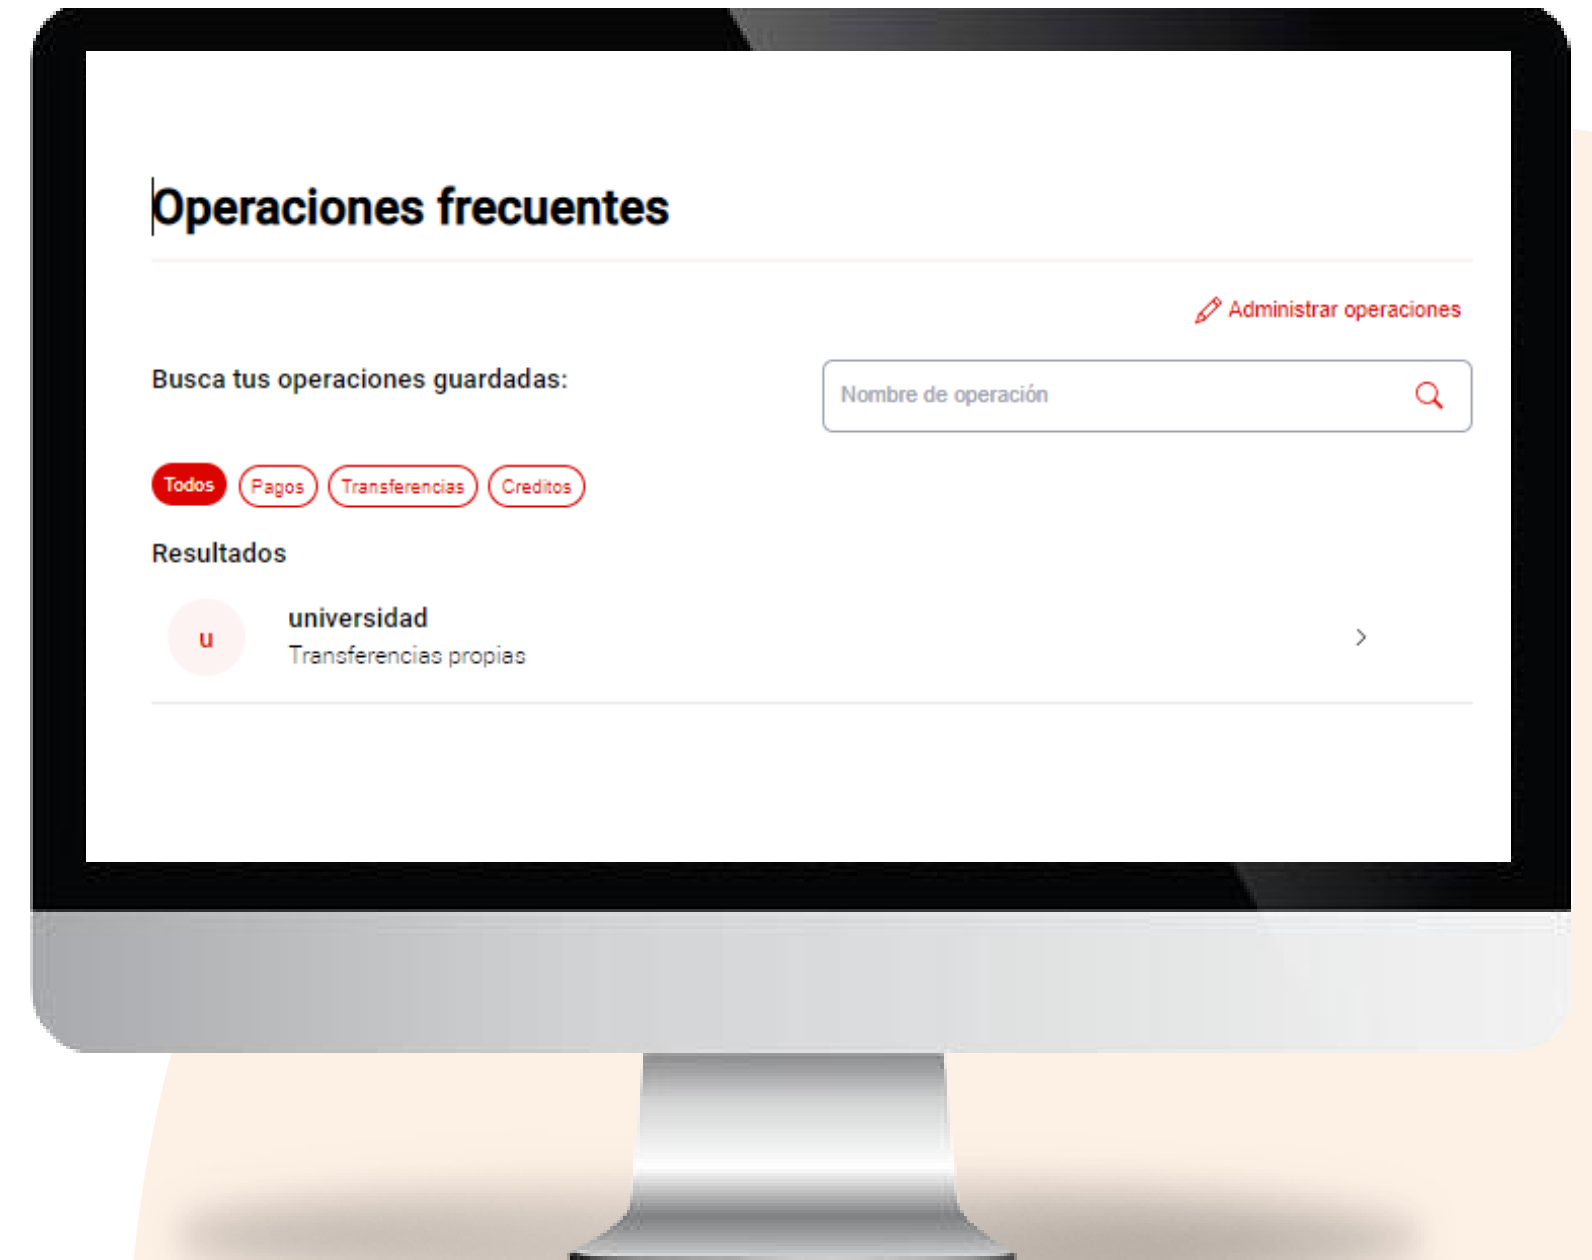 Operaciones frecuentes
Administrar operaciones
Busca tus operaciones guardadas:
Nombre de operación
Todos
Pagos
Transferencias
Creditos
Resultados
u
universidad
Transferencias propias